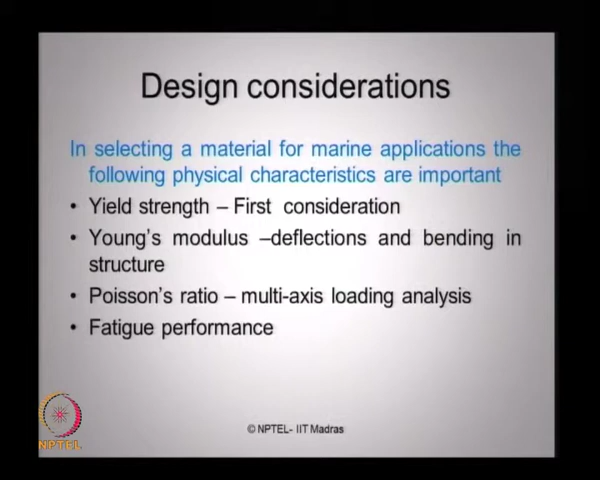 Design considerations
In selecting a material for marine applications the
following physical characteristics are important
• Yield strength – First consideration
• Young's modulus –deflections and bending in
structure
• Poisson's ratio – multi-axis loading analysis
• Fatigue performance
NPTEL
© NPTEL- IIT Madras